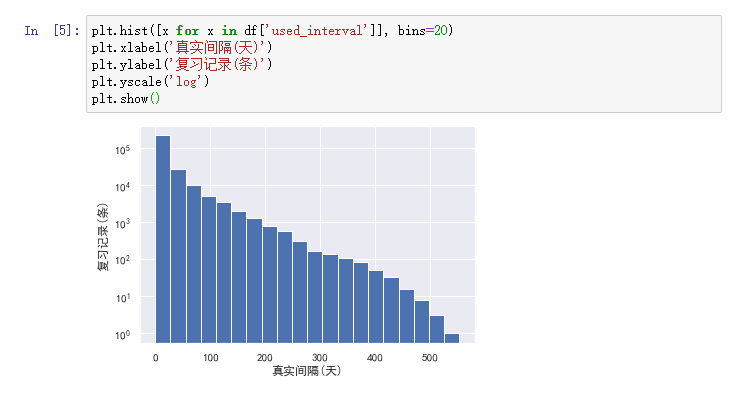 In [5]: plt.hist([x for x in df['used_interval']], bins=20)
plt.xlabel('真实间隔(天)')
plt.ylabel('复习记录(条)')
plt.yscale('log')
plt.show()
10⁵
10⁴
10³
10²
10¹
10⁰
复习记录(条)
0 100 200 300 400 500
真实间隔(天)